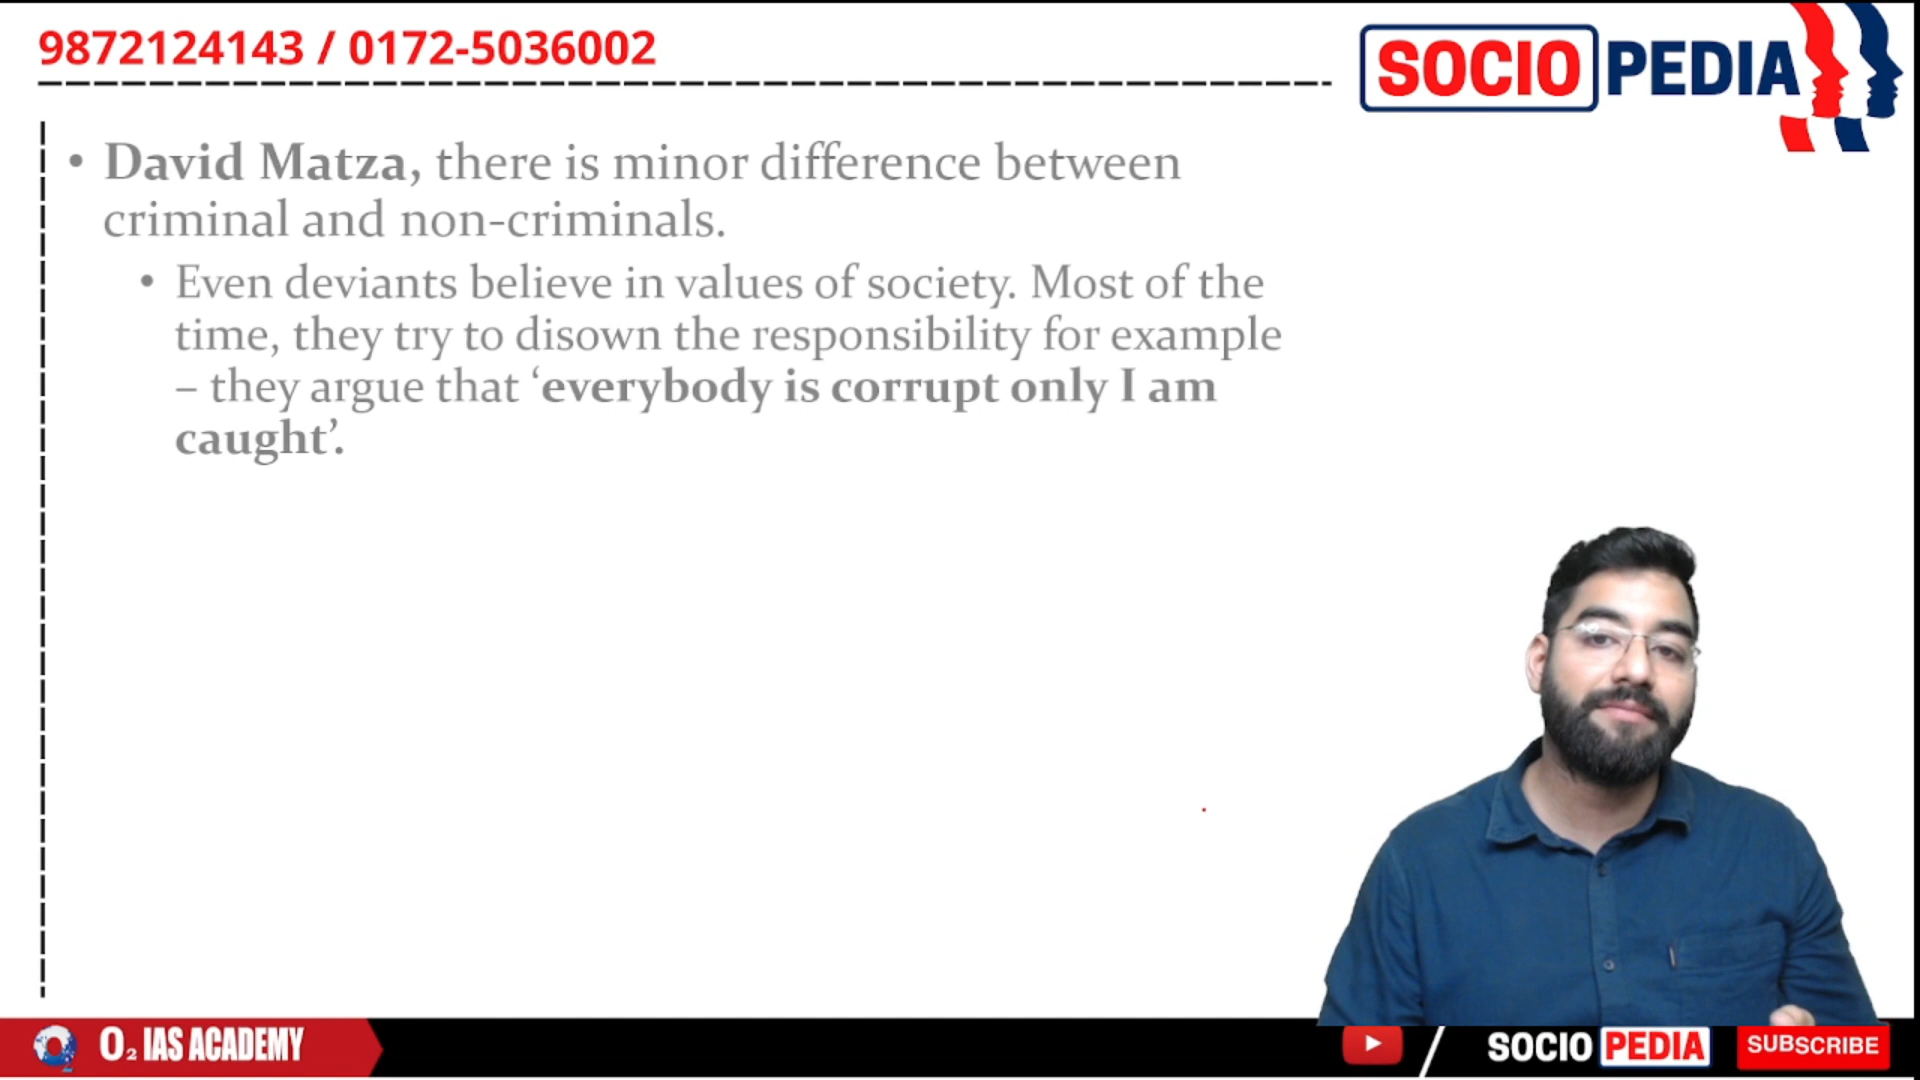 9872124143 / 0172-5036002
SOCIO PEDIA
• David Matza, there is minor difference between
criminal and non-criminals.
• Even deviants believe in values of society. Most of the
time, they try to disown the responsibility for example
– they argue that ‘everybody is corrupt only I am
caught’.
O2 IAS ACADEMY
SOCIO PEDIA
SUBSCRIBE